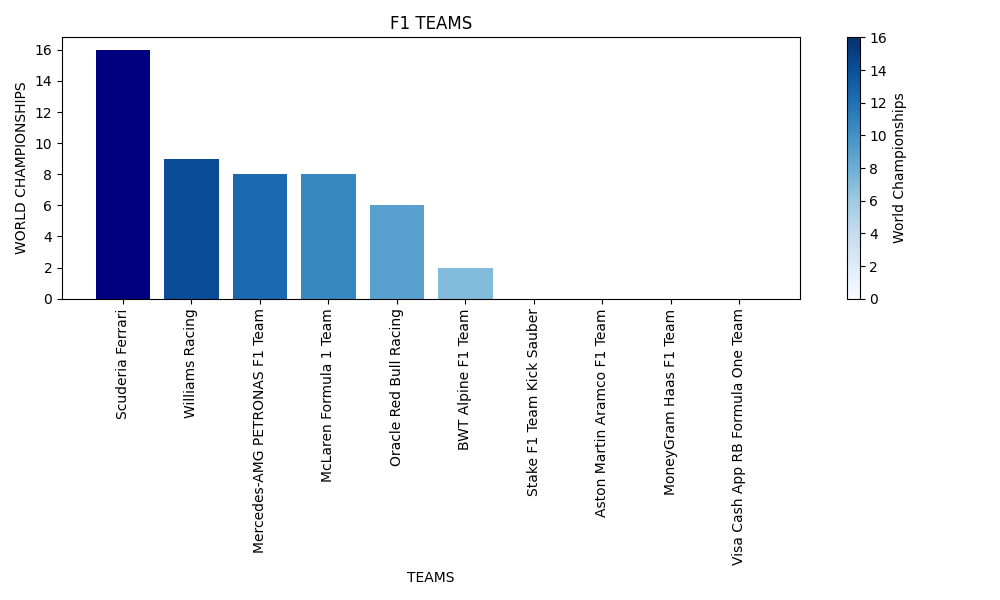 F1 TEAMS
WORLD CHAMPIONSHIPS
16
14
12
10
8
6
4
2
0
Scuderia Ferrari
Williams Racing
Mercedes-AMG PETRONAS F1 Team
McLaren Formula 1 Team
Oracle Red Bull Racing
BWT Alpine F1 Team
Stake F1 Team Kick Sauber
Aston Martin Aramco F1 Team
MoneyGram Haas F1 Team
Visa Cash App RB Formula One Team
TEAMS
16
14
12
10
8
6
4
2
0
World Championships